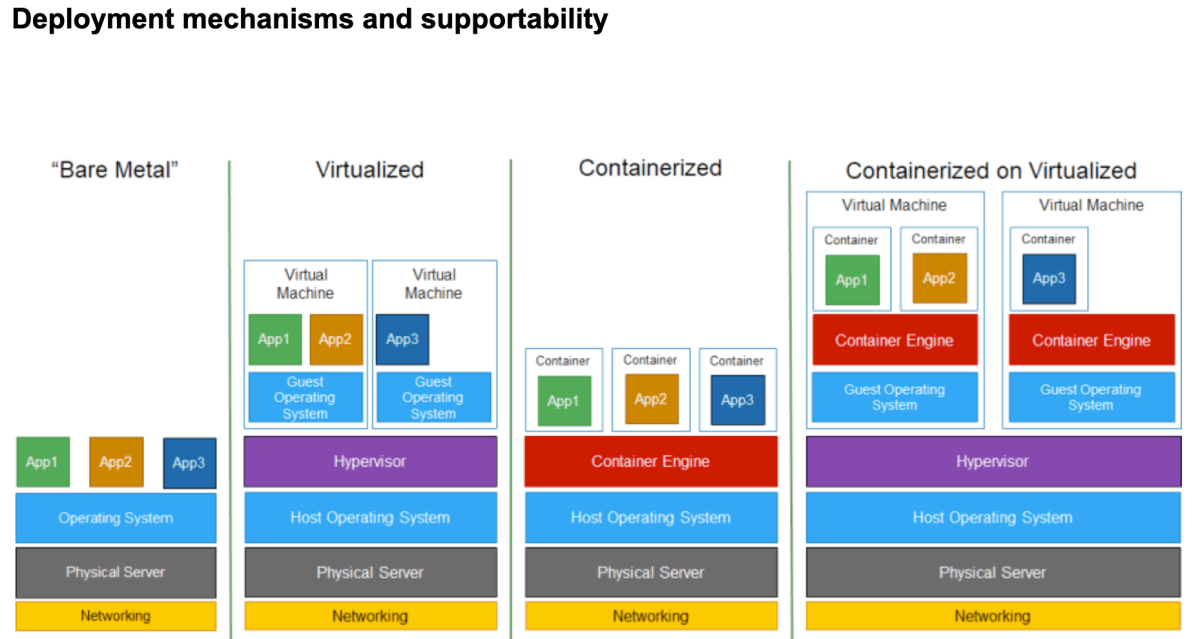 Deployment mechanisms and supportability
“Bare Metal”
App1
App2
App3
Operating System
Physical Server
Networking
Virtualized
Virtual
Machine
App1
App2
Guest
Operating
System
Virtual
Machine
App3
Guest
Operating
System
Hypervisor
Host Operating System
Physical Server
Networking
Containerized
Container
App1
Container
App2
Container
App3
Container Engine
Host Operating System
Physical Server
Networking
Containerized on Virtualized
Virtual Machine
Container
App1
Container
App2
Container Engine
Guest Operating
System
Virtual Machine
Container
App3
Container Engine
Guest Operating
System
Hypervisor
Host Operating System
Physical Server
Networking